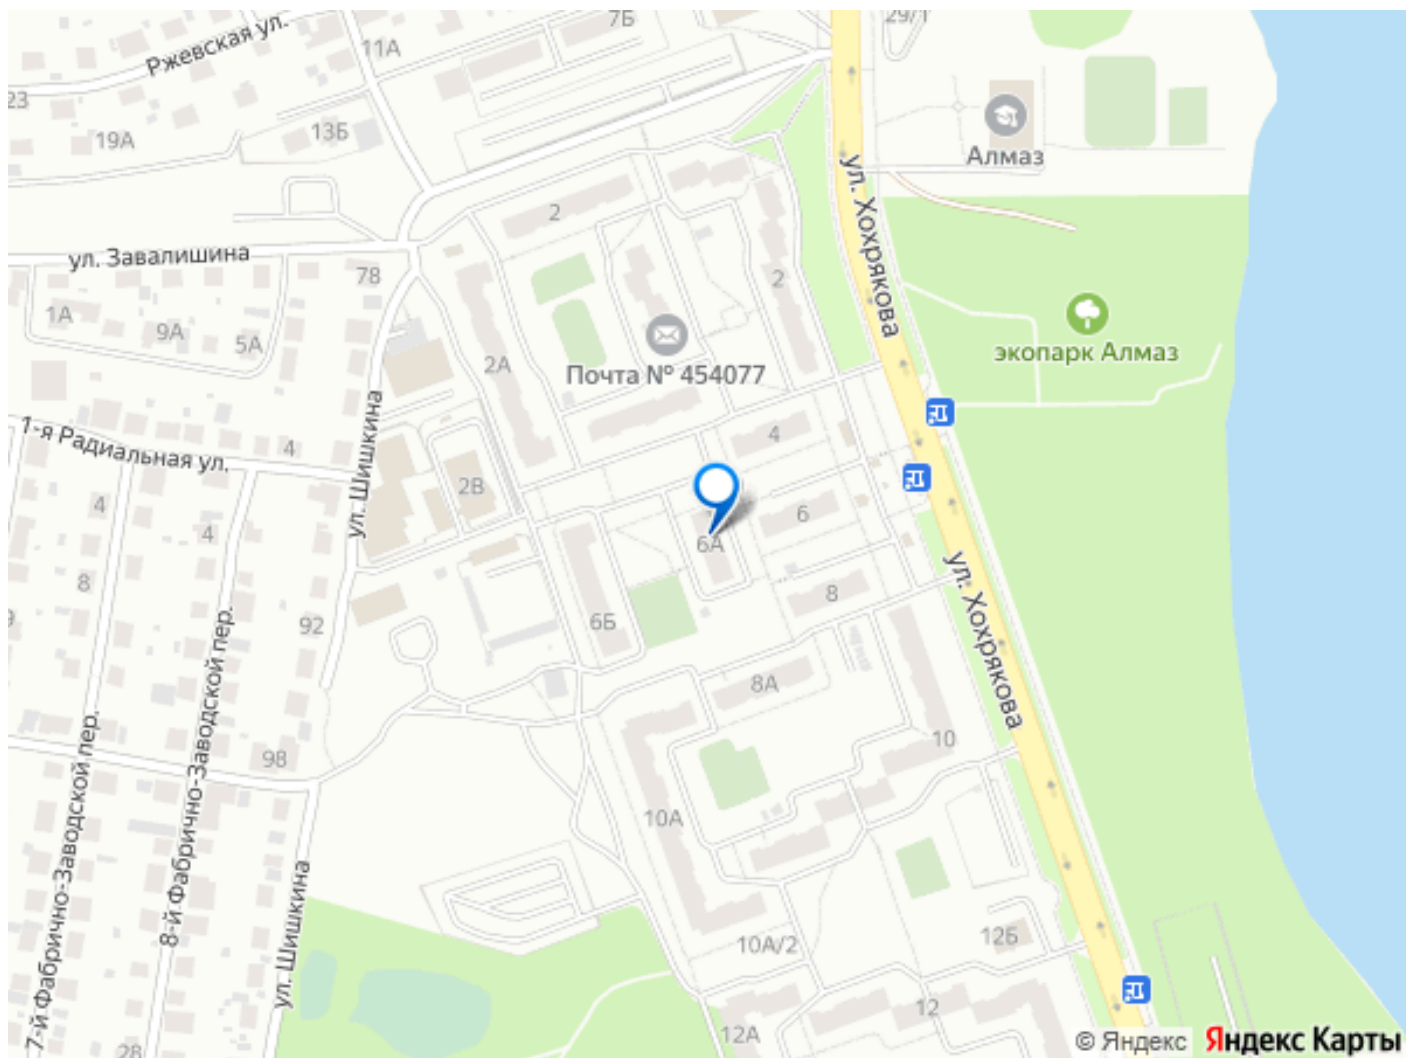 7Б
29/1
Ржевская ул.
11А
23
19А
13Б
Алмаз
ул. Хохрякова
2
ул. Завалишина
78
2
1А
9А
5А
экопарк Алмаз
2А
Почта № 454077
ул. Шишкина
1-я Радиальная ул.
4
4
2В
4
4
6
6А
8
92
6Б
8
ул. Хохрякова
8А
10
98
7-й Фабрично-Заводской пер.
8-й Фабрично-Заводской пер.
10А
ул. Шишкина
10А/2
12Б
12
12А
28
© Яндекс
Яндекс Карты